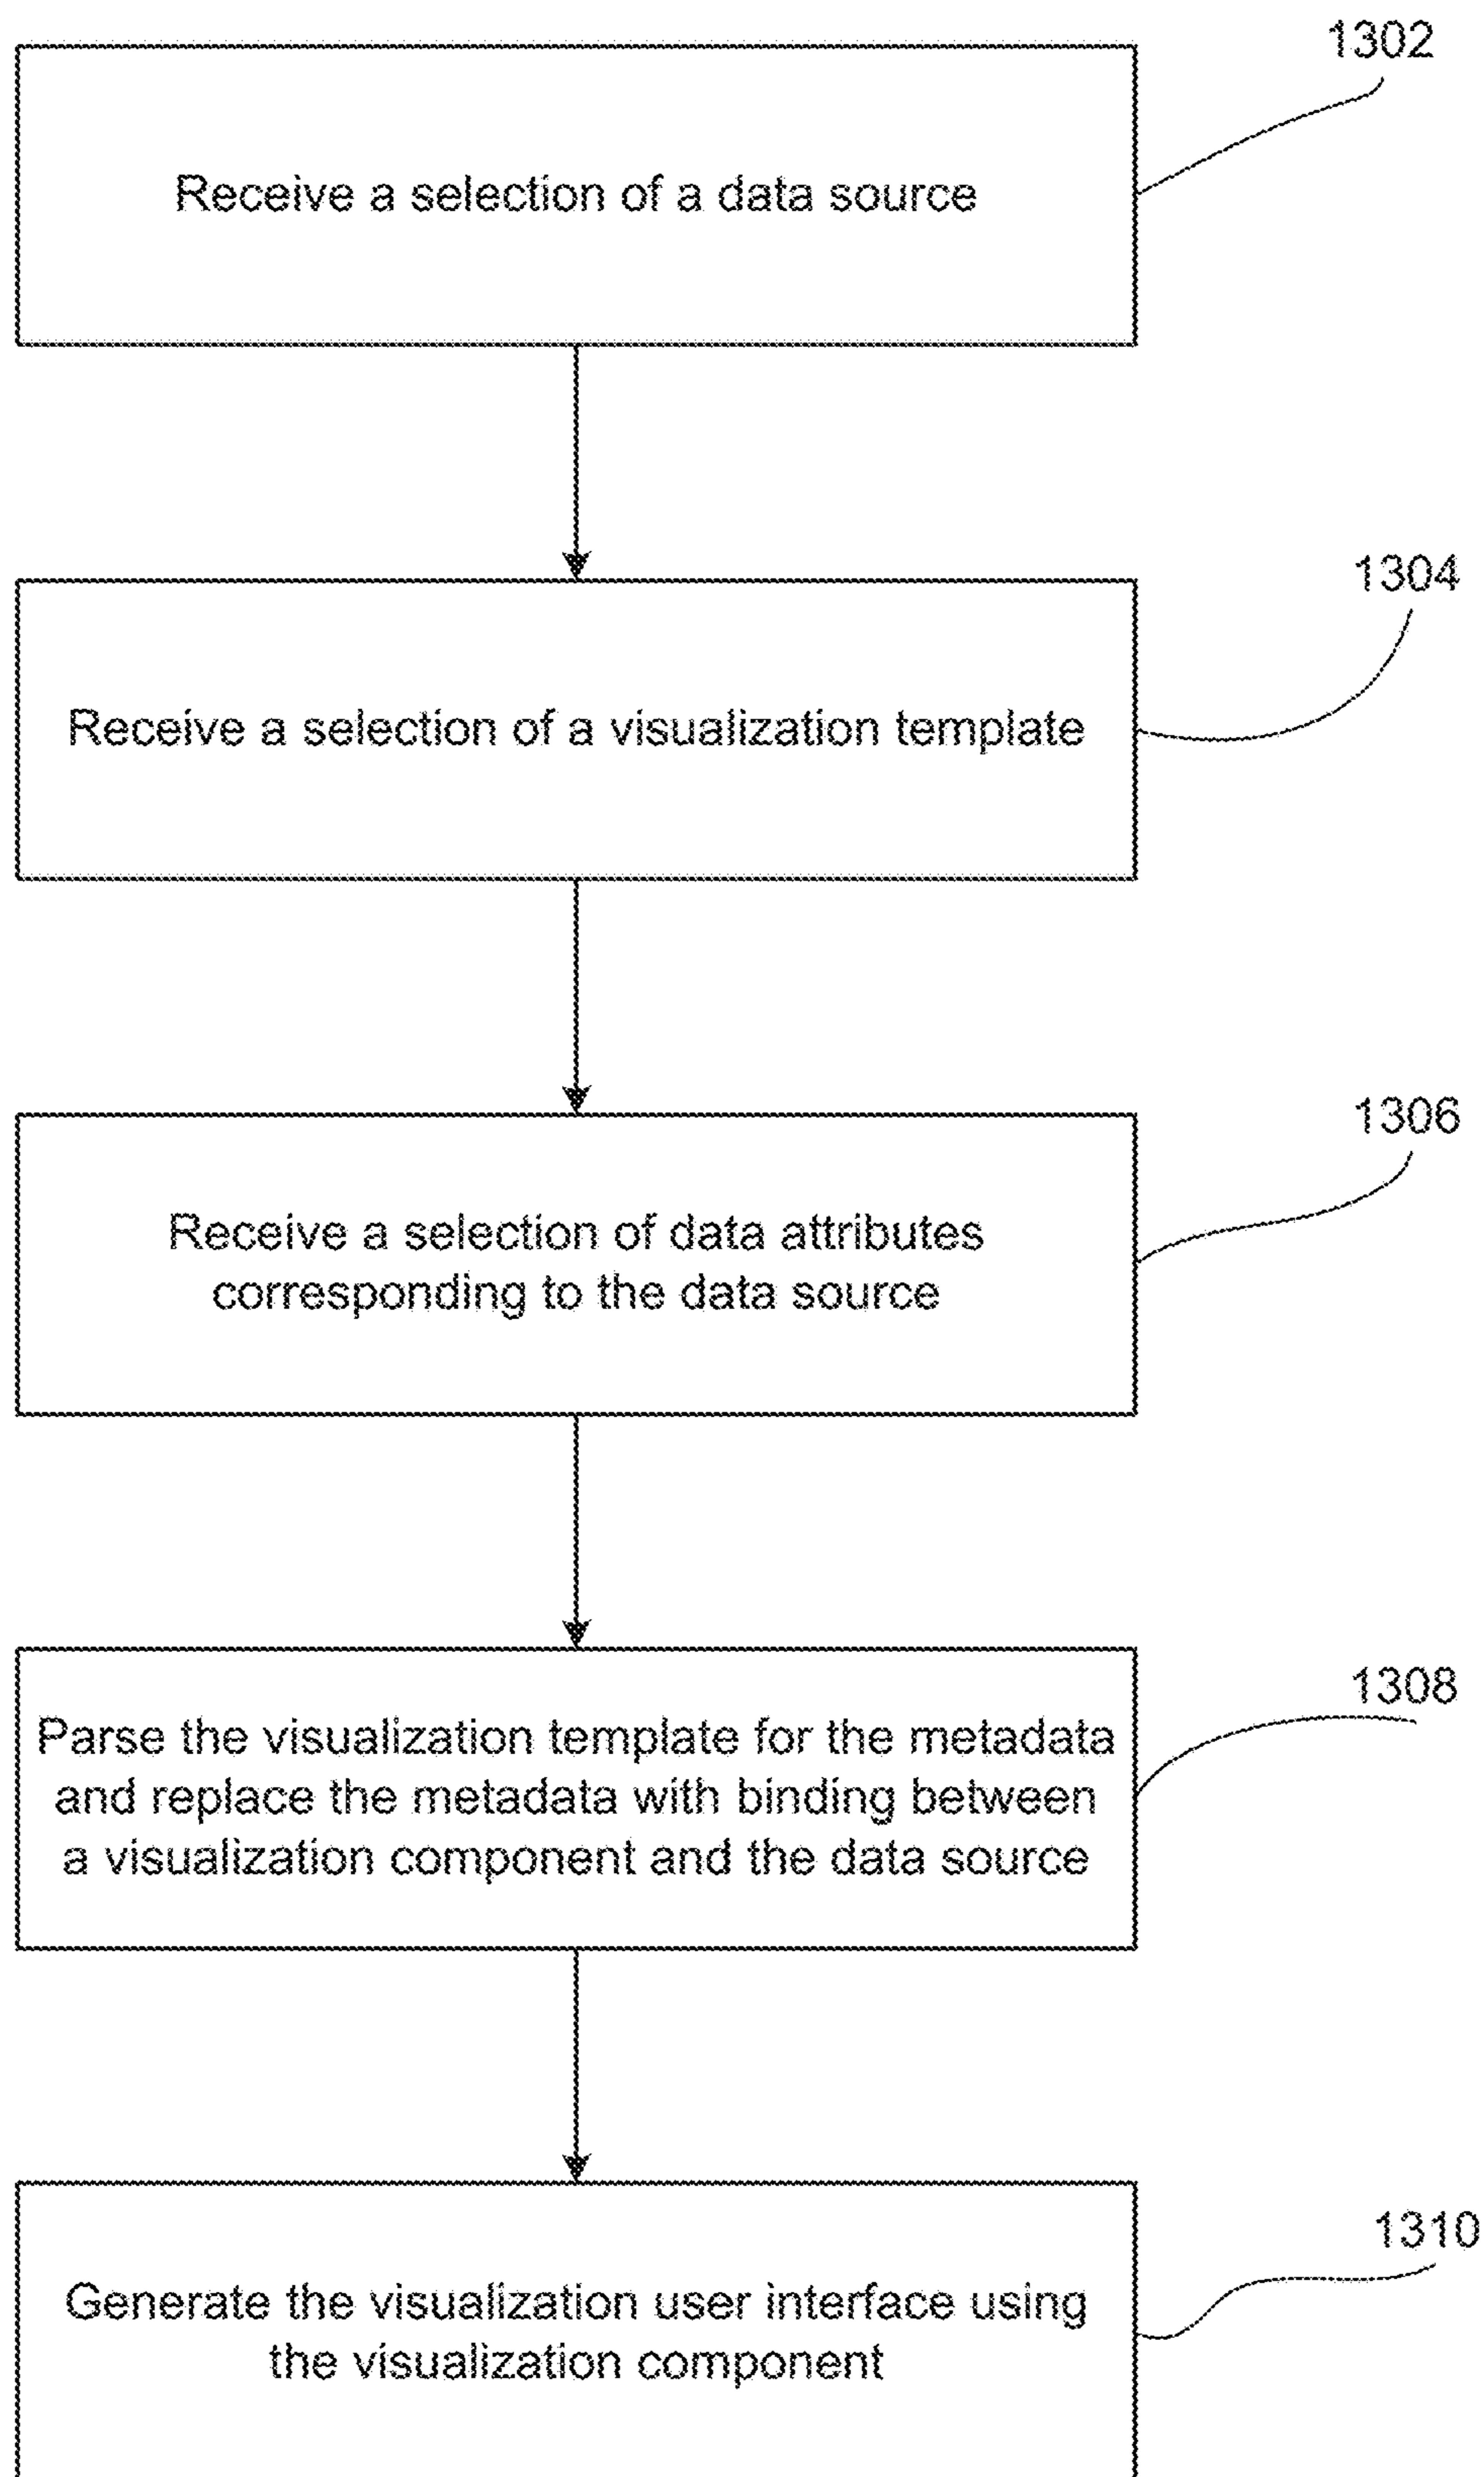 1302
Receive a selection of a data source
1304
Receive a selection of a visualization template
1306
Receive a selection of data attributes
corresponding to the data source
1308
Parse the visualization template for the metadata
and replace the metadata with binding between
a visualization component and the data source
1310
Generate the visualization user interface using
the visualization component